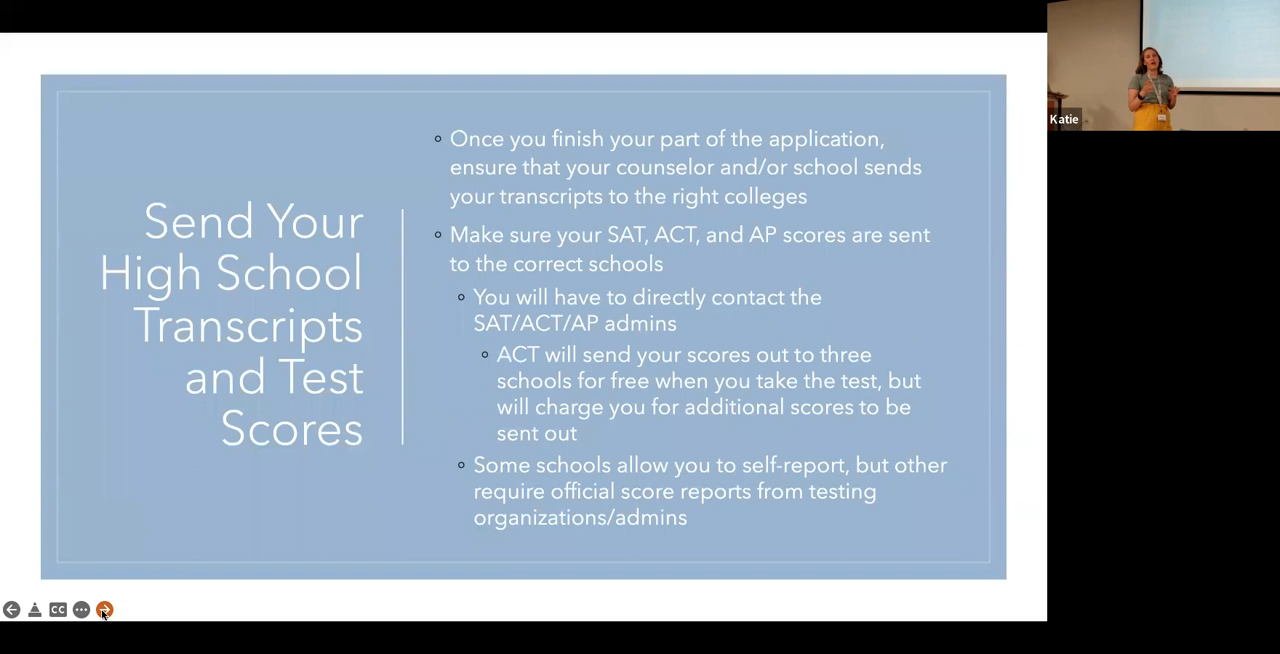 Send Your
High School
Transcripts
and Test
Scores
Once you finish your part of the application,
ensure that your counselor and/or school sends
your transcripts to the right colleges
Make sure your SAT, ACT, and AP scores are sent
to the correct schools
You will have to directly contact the
SAT/ACT/AP admins
ACT will send your scores out to three
schools for free when you take the test, but
will charge you for additional scores to be
sent out
Some schools allow you to self-report, but other
require official score reports from testing
organizations/admins
Katie
CC